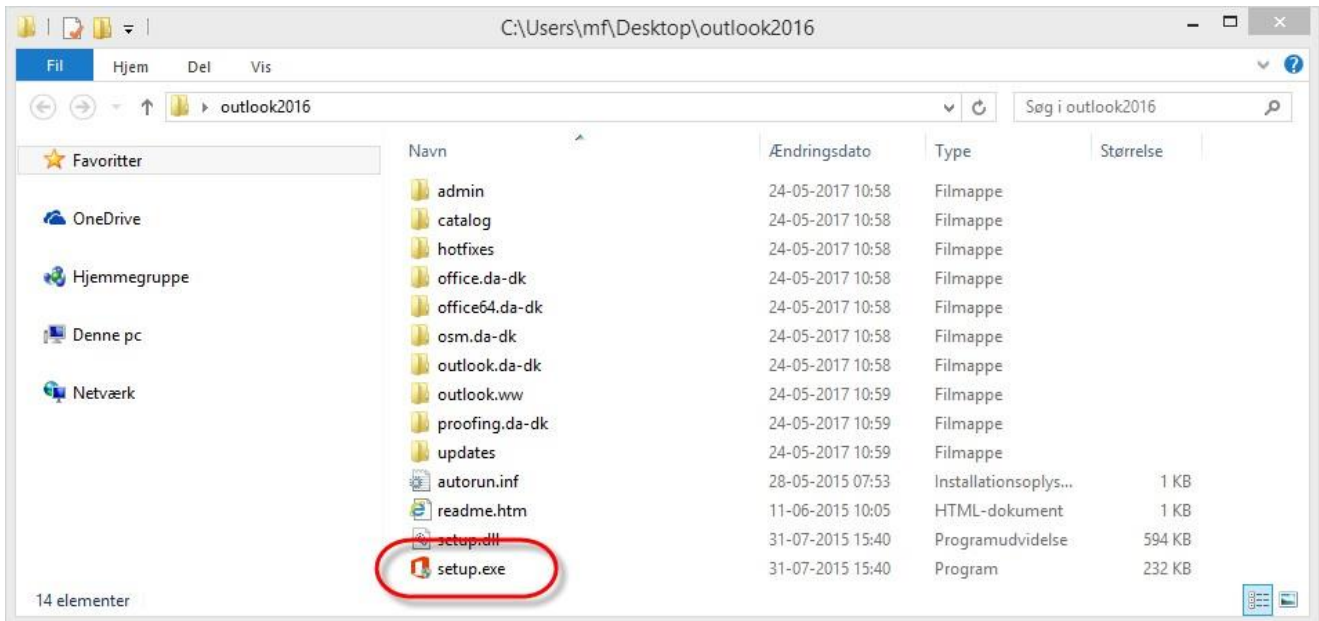 C:\Users\mf\Desktop\outlook2016
Fil Hjem Del Vis
outlook2016 Søg i outlook2016
Favoritter
OneDrive
Hjemmegruppe
Denne pc
Netværk
Navn Ændringsdato Type Størrelse
admin 24-05-2017 10:58 Filmappe
catalog 24-05-2017 10:58 Filmappe
hotfixes 24-05-2017 10:58 Filmappe
office.da-dk 24-05-2017 10:58 Filmappe
office64.da-dk 24-05-2017 10:58 Filmappe
osm.da-dk 24-05-2017 10:58 Filmappe
outlook.da-dk 24-05-2017 10:58 Filmappe
outlook.ww 24-05-2017 10:59 Filmappe
proofing.da-dk 24-05-2017 10:59 Filmappe
updates 24-05-2017 10:59 Filmappe
autorun.inf 28-05-2015 07:53 Installationsoplys... 1 KB
readme.htm 11-06-2015 10:05 HTML-dokument 1 KB
setup.dll 31-07-2015 15:40 Programudvidelse 594 KB
setup.exe 31-07-2015 15:40 Program 232 KB
14 elementer